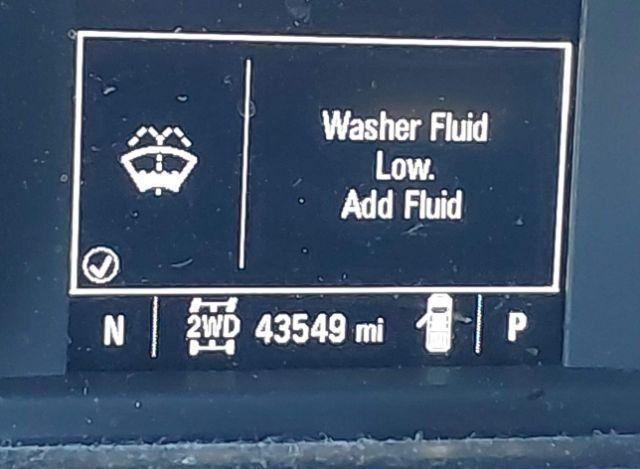 Washer Fluid
Low.
Add Fluid
N 2WD 43549 mi P